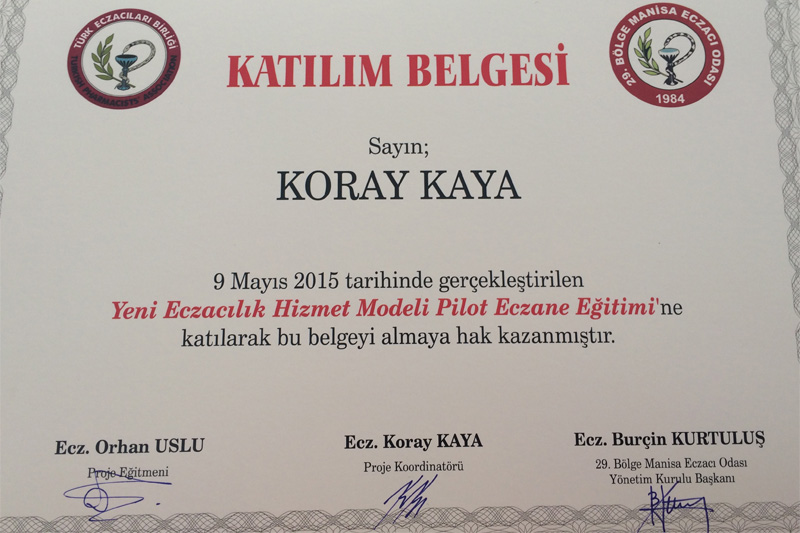 TÜRK ECZACILARI BİRLİĞİ
TURKISH PHARMACISTS ASSOCIATION
29. BÖLGE MANİSA ECZACI ODASI
1984
KATILIM BELGESİ
Sayın;
KORAY KAYA
9 Mayıs 2015 tarihinde gerçekleştirilen
Yeni Eczacılık Hizmet Modeli Pilot Eczane Eğitimi'ne
katılarak bu belgeyi almaya hak kazanmıştır.
Ecz. Orhan USLU
Proje Eğitmeni
Ecz. Koray KAYA
Proje Koordinatörü
Ecz. Burçin KURTULUŞ
29. Bölge Manisa Eczacı Odası
Yönetim Kurulu Başkanı